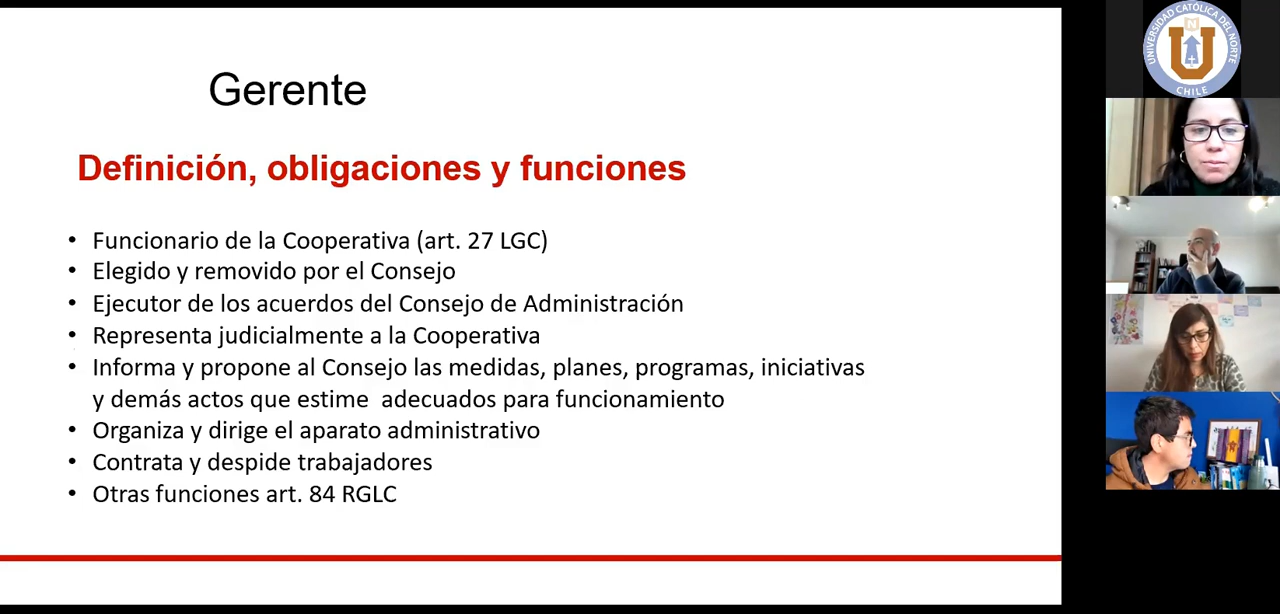 Gerente
Definición, obligaciones y funciones
• Funcionario de la Cooperativa (art. 27 LGC)
• Elegido y removido por el Consejo
• Ejecutor de los acuerdos del Consejo de Administración
• Representa judicialmente a la Cooperativa
• Informa y propone al Consejo las medidas, planes, programas, iniciativas
y demás actos que estime adecuados para funcionamiento
• Organiza y dirige el aparato administrativo
• Contrata y despide trabajadores
• Otras funciones art. 84 RGLC
UNIVERSIDAD CATÓLICA DEL NORTE
N
U
CHILE